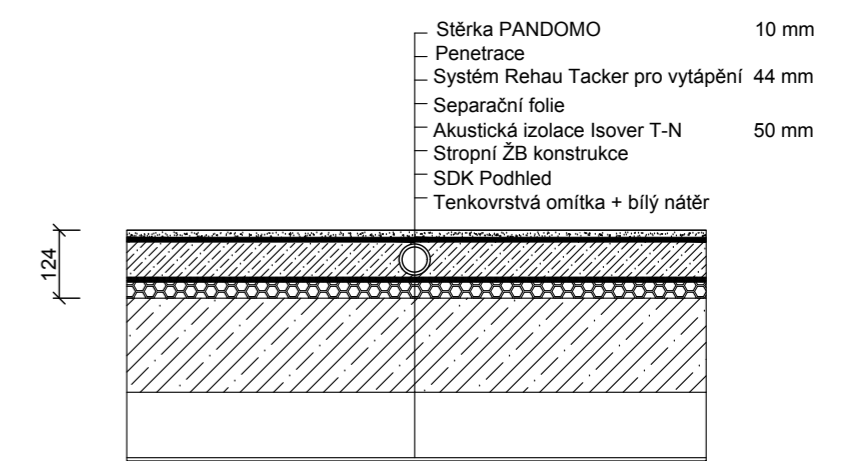 Stěrka PANDOMO 10 mm
Penetrace
Systém Rehau Tacker pro vytápění 44 mm
Separační folie
Akustická izolace Isover T-N 50 mm
Stropní ŽB konstrukce
SDK Podhled
Tenkovrstvá omítka + bílý nátěr
124